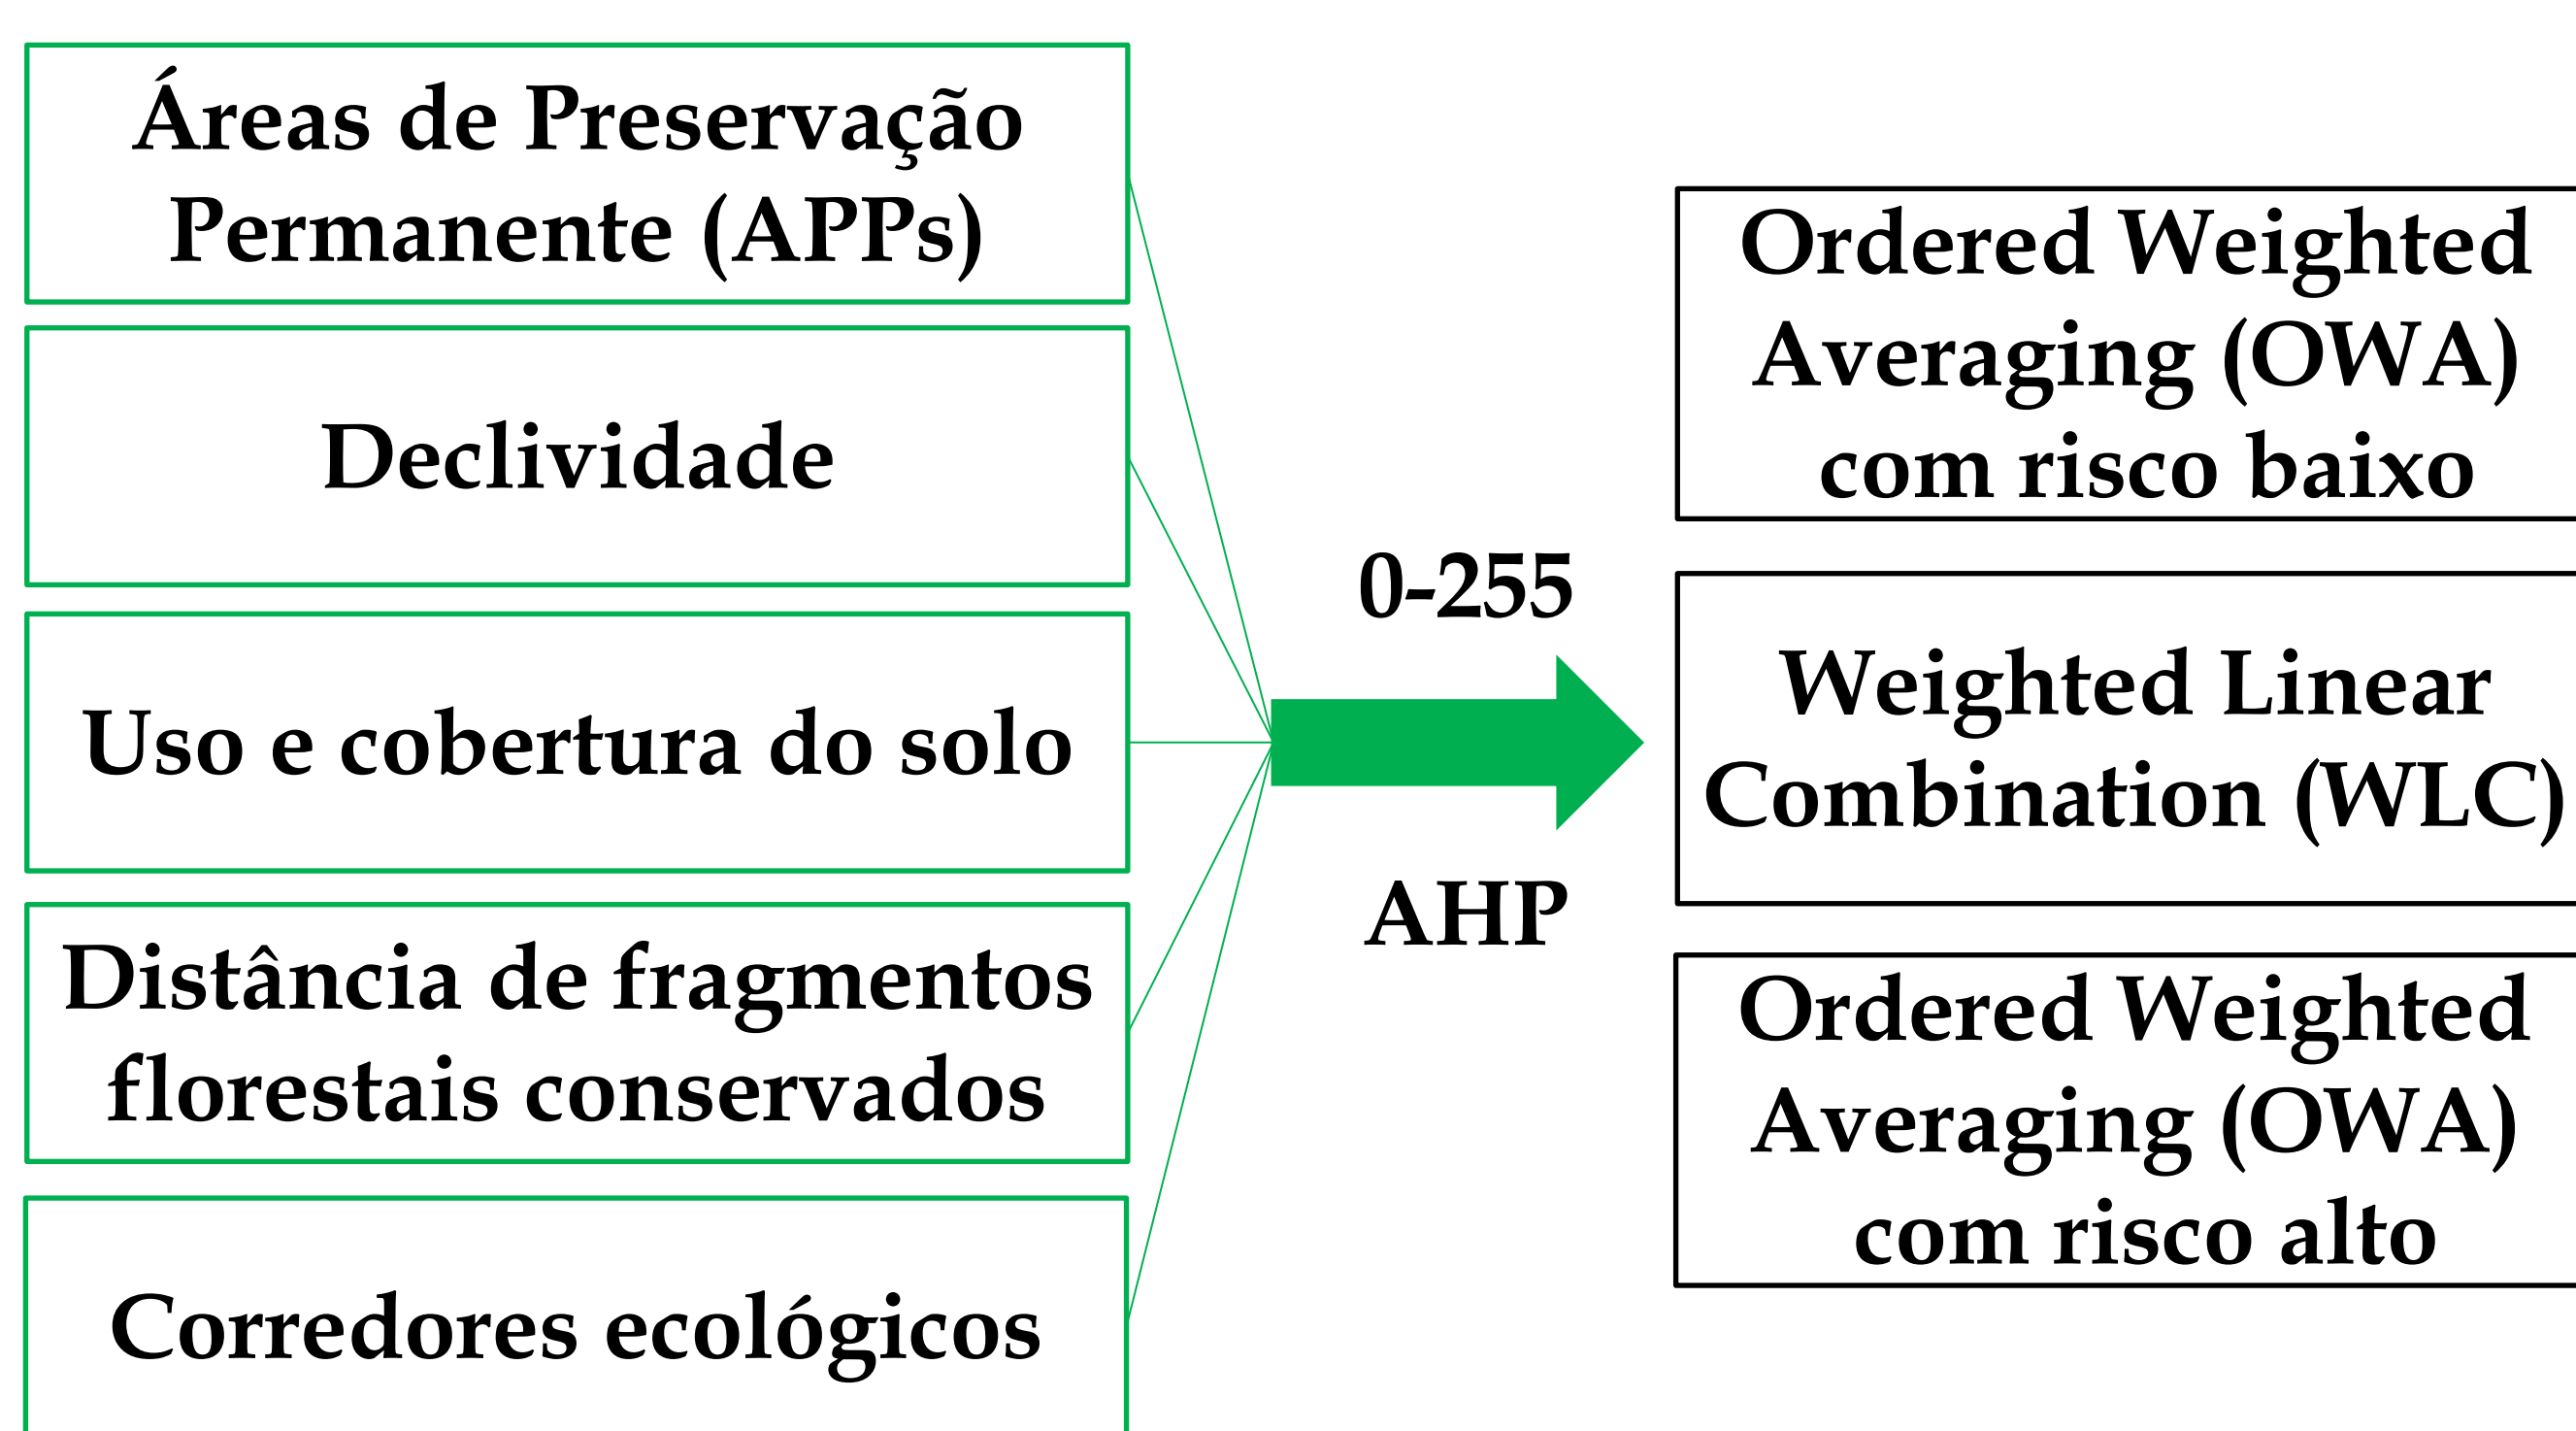 Áreas de Preservação
Permanente (APPs)
Declividade
Uso e cobertura do solo
Distância de fragmentos
florestais conservados
Corredores ecológicos
0-255
AHP
Ordered Weighted
Averaging (OWA)
com risco baixo
Weighted Linear
Combination (WLC)
Ordered Weighted
Averaging (OWA)
com risco alto